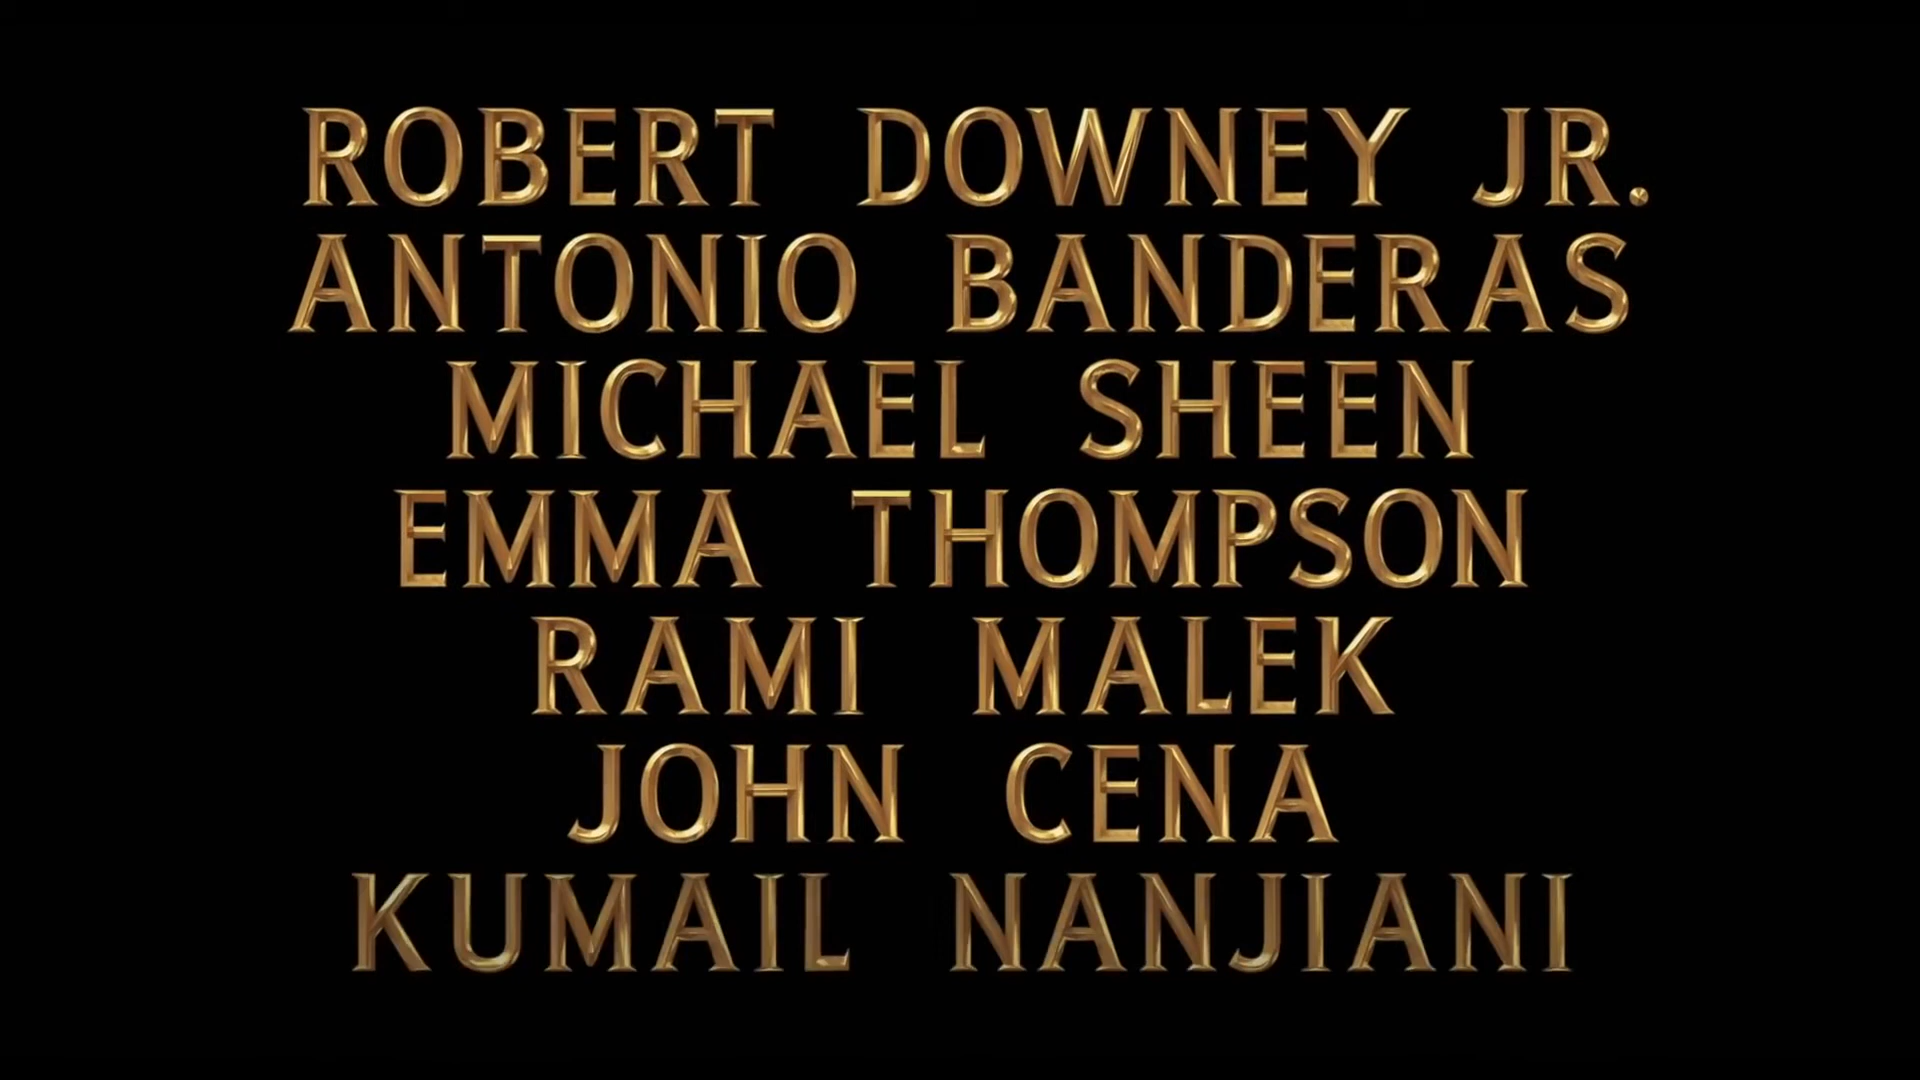 ROBERT DOWNEY JR.
ANTONIO BANDERAS
MICHAEL SHEEN
EMMA THOMPSON
RAMI MALEK
JOHN CENA
KUMAIL NANJIANI